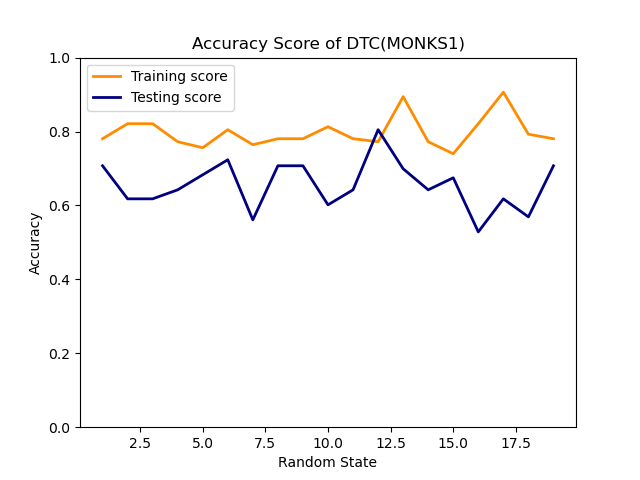 Accuracy Score of DTC(MONKS1)
Training score
Testing score
1.0
0.8
0.6
0.4
0.2
0.0
Accuracy
2.5 5.0 7.5 10.0 12.5 15.0 17.5
Random State